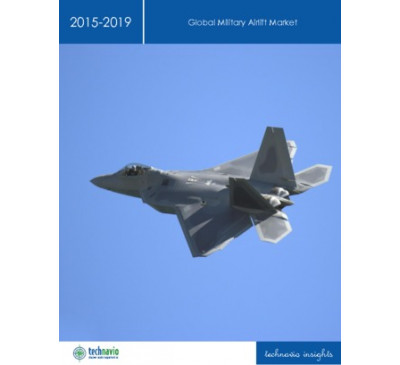 2015-2019
Global Military Airlift Market
technavio
technavio insights